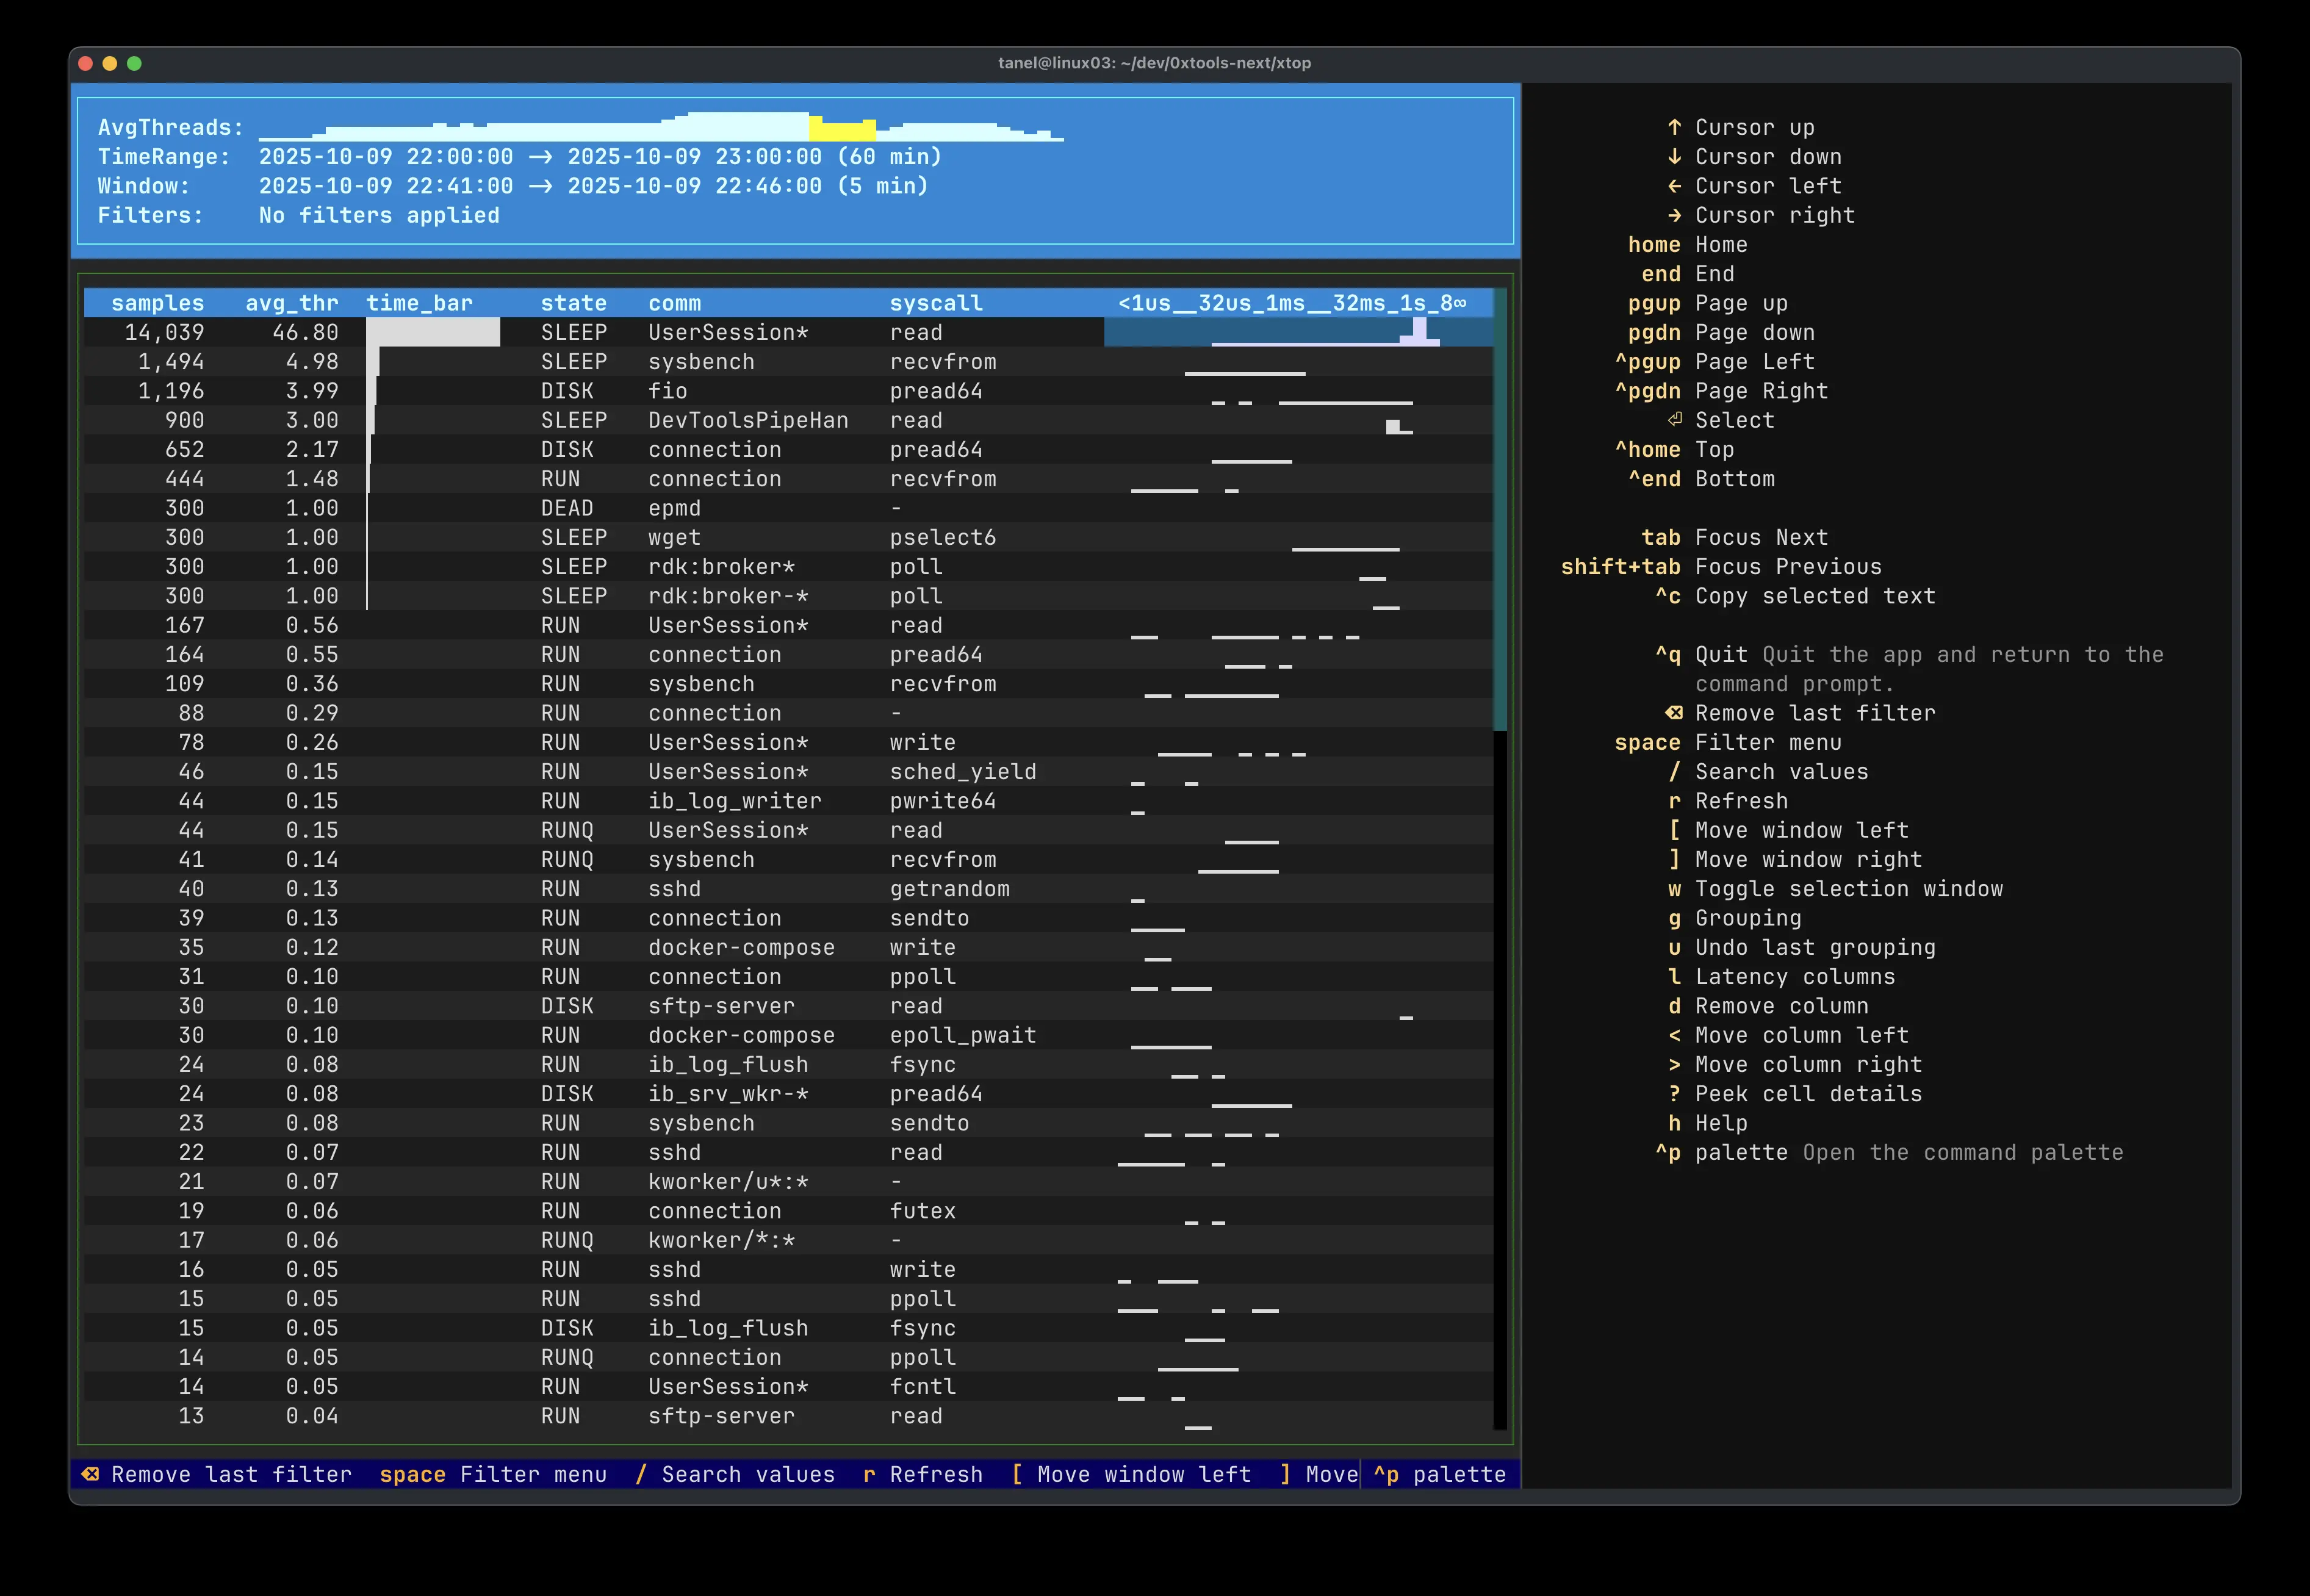 tanel@linux03: ~/dev/0xtools-next/xtop
AvgThreads:
TimeRange: 2025-10-09 22:00:00 —> 2025-10-09 23:00:00 (60 min)
Window: 2025-10-09 22:41:00 —> 2025-10-09 22:46:00 (5 min)
Filters: No filters applied
samples avg_thr time_bar state comm syscall <1us__32us_1ms__32ms_1s_8∞
14,039 46.80 SLEEP UserSession* read
1,494 4.98 SLEEP sysbench recvfrom
1,196 3.99 DISK fio pread64
900 3.00 SLEEP DevToolsPipeHan read
652 2.17 DISK connection pread64
444 1.48 RUN connection recvfrom
300 1.00 DEAD epmd -
300 1.00 SLEEP wget pselect6
300 1.00 SLEEP rdk:broker* poll
300 1.00 SLEEP rdk:broker-* poll
167 0.56 RUN UserSession* read
164 0.55 RUN connection pread64
109 0.36 RUN sysbench recvfrom
88 0.29 RUN connection -
78 0.26 RUN UserSession* write
46 0.15 RUN UserSession* sched_yield
44 0.15 RUN ib_log_writer pwrite64
44 0.15 RUNQ UserSession* read
41 0.14 RUNQ sysbench recvfrom
40 0.13 RUN sshd getrandom
39 0.13 RUN connection sendto
35 0.12 RUN docker-compose write
31 0.10 RUN connection ppoll
30 0.10 DISK sftp-server read
30 0.10 RUN docker-compose epoll_pwait
24 0.08 RUN ib_log_flush fsync
24 0.08 DISK ib_srv_wkr-* pread64
23 0.08 RUN sysbench sendto
22 0.07 RUN sshd read
21 0.07 RUN kworker/u*:* -
19 0.06 RUN connection futex
17 0.06 RUNQ kworker/*:* -
16 0.05 RUN sshd write
15 0.05 RUN sshd ppoll
15 0.05 DISK ib_log_flush fsync
14 0.05 RUNQ connection ppoll
14 0.05 RUN UserSession* fcntl
13 0.04 RUN sftp-server read
⌫ Remove last filter space Filter menu / Search values r Refresh [ Move window left ] Move ^p palette
↑ Cursor up
↓ Cursor down
← Cursor left
→ Cursor right
home Home
end End
pgup Page up
pgdn Page down
^pgup Page Left
^pgdn Page Right
⏎ Select
^home Top
^end Bottom
tab Focus Next
shift+tab Focus Previous
^c Copy selected text
^q Quit Quit the app and return to the
command prompt.
⌫ Remove last filter
space Filter menu
/ Search values
r Refresh
[ Move window left
] Move window right
w Toggle selection window
g Grouping
u Undo last grouping
l Latency columns
d Remove column
< Move column left
> Move column right
? Peek cell details
h Help
^p palette Open the command palette